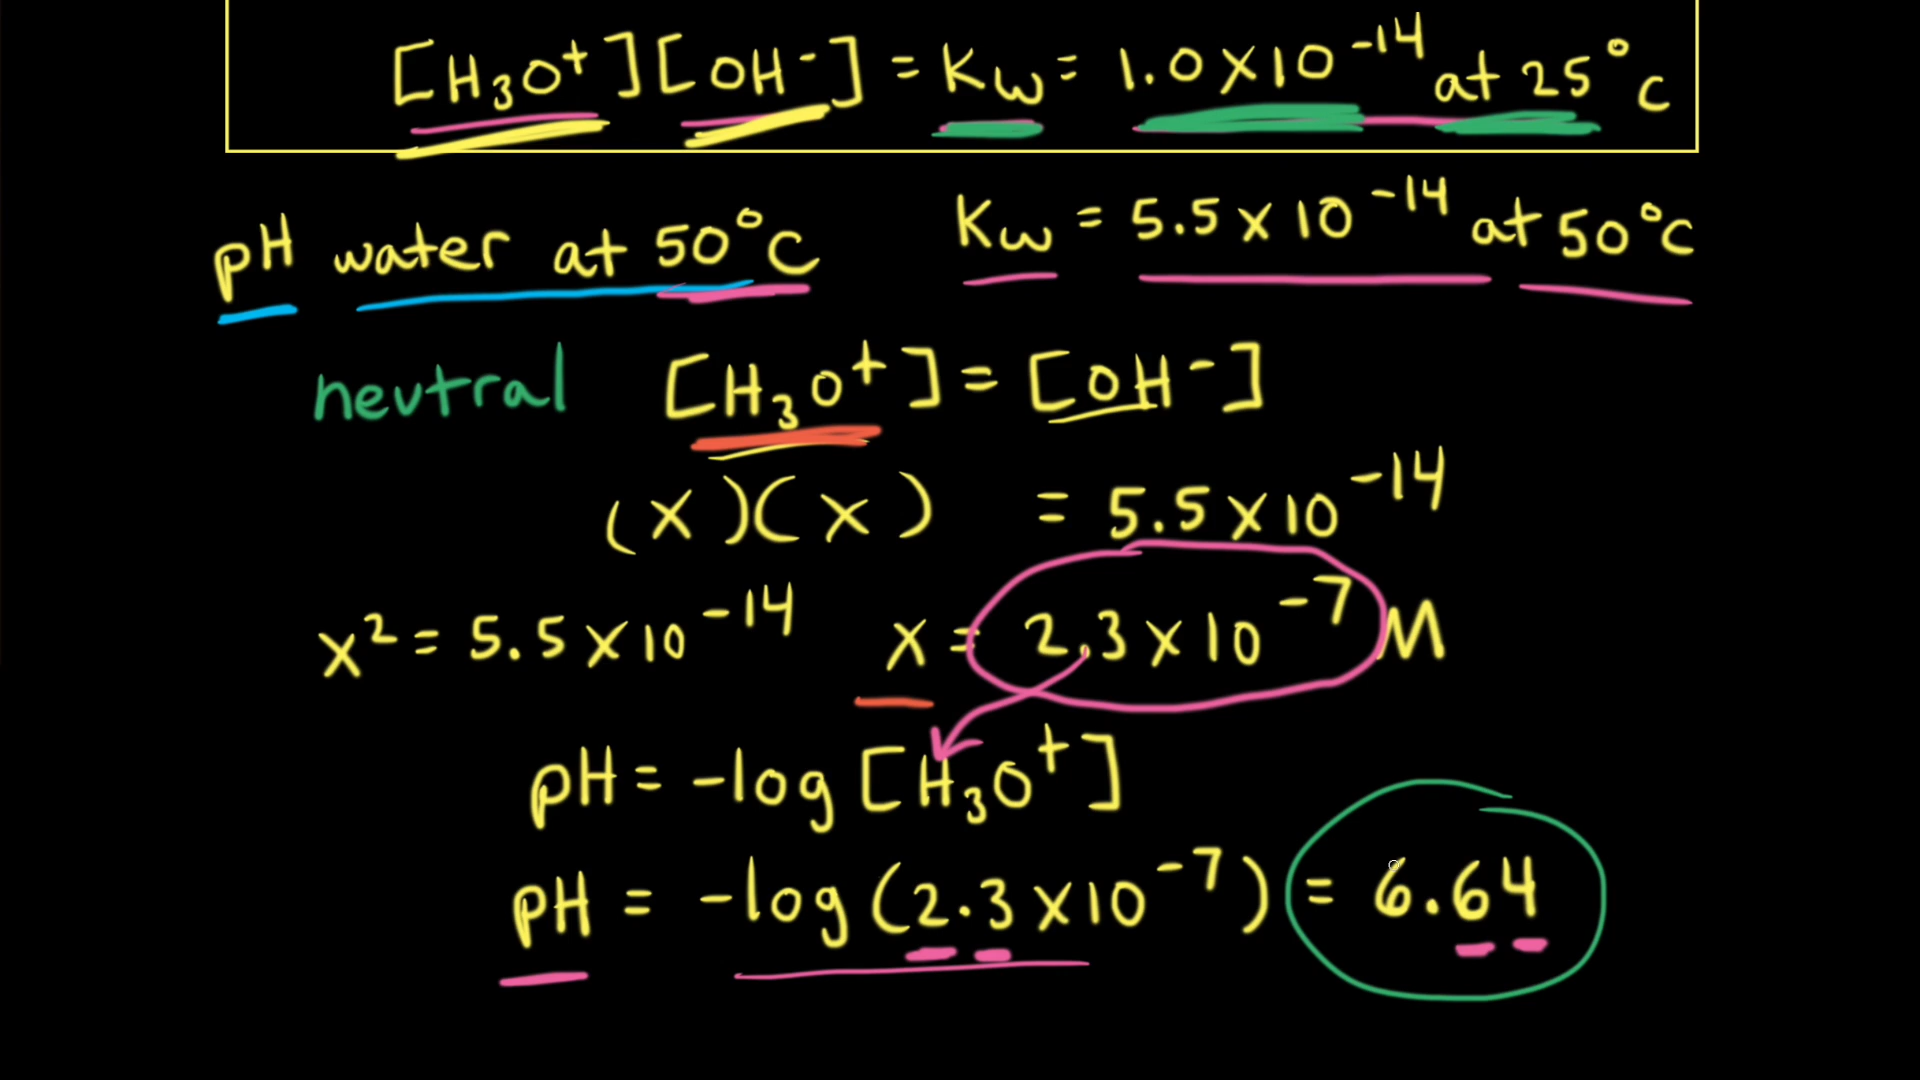 [H₃O⁺][OH⁻] = Kw = 1.0 x 10⁻¹⁴ at 25°C
pH water at 50°C Kw = 5.5 x 10⁻¹⁴ at 50°C
neutral [H₃O⁺] = [OH⁻]
(x)(x) = 5.5 x 10⁻¹⁴
x² = 5.5 x 10⁻¹⁴ x = 2.3 x 10⁻⁷ M
pH = -log [H₃O⁺]
pH = -log (2.3 x 10⁻⁷) = 6.64